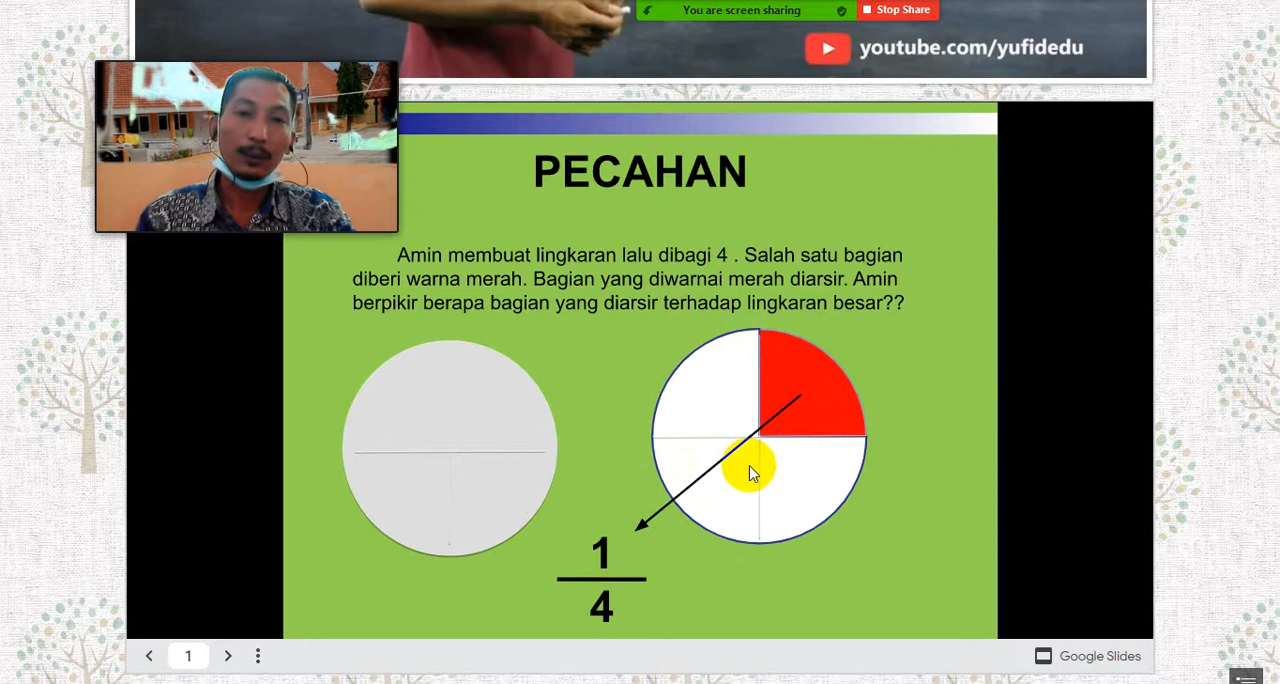 You are screen sharing
Stop Share
youtube.com/yufidedu
PECAHAN
Amin membuat lingkaran lalu dibagi 4 . Salah satu bagian
diberi warna merah. Bagian yang diwarnai merah diarsir. Amin
berpikir berapa bagian yang diarsir terhadap lingkaran besar??
1
4
1
Google Slides